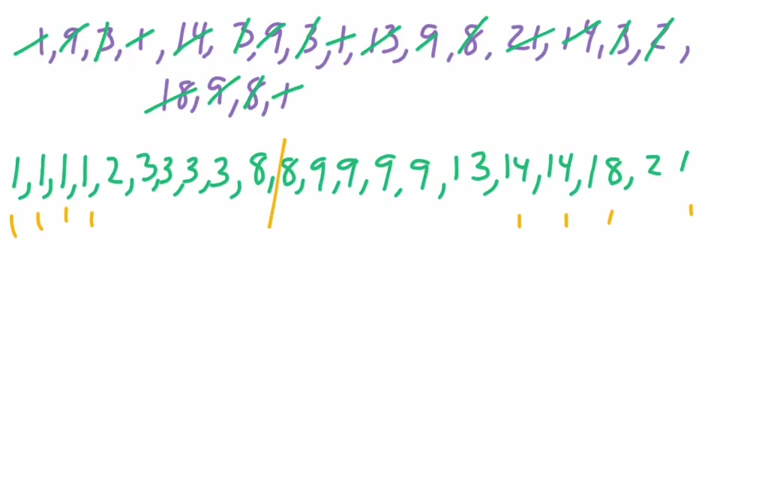 1, 9, 3, 1, 14, 3, 9, 3, 1, 13, 9, 8, 21, 14, 3, 2,
18, 9, 8, 1
1, 1, 1, 1, 2, 3, 3, 3, 3, 8, 8, 9, 9, 9, 9, 13, 14, 14, 18, 21